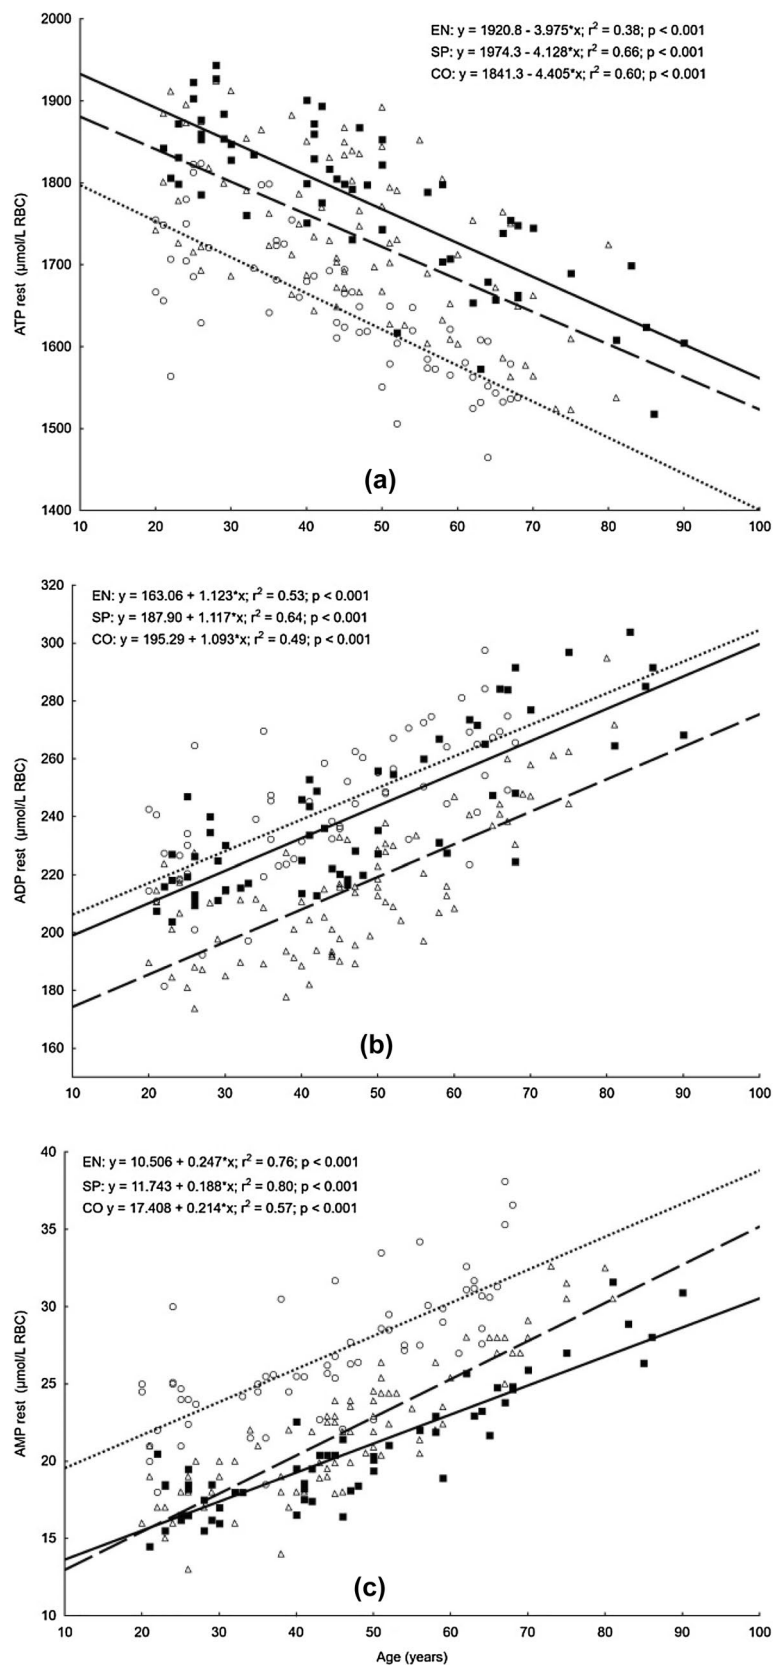 2000
EN: y = 1920.8 - 3.975*x; r² = 0.38; p < 0.001
SP: y = 1974.3 - 4.128*x; r² = 0.66; p < 0.001
CO: y = 1841.3 - 4.405*x; r² = 0.60; p < 0.001
1900
1800
1700
1600
1500
1400
ATP rest (µmol/L RBC)
(a)
10 20 30 40 50 60 70 80 90 100
320
EN: y = 163.06 + 1.123*x; r² = 0.53; p < 0.001
SP: y = 187.90 + 1.117*x; r² = 0.64; p < 0.001
CO: y = 195.29 + 1.093*x; r² = 0.49; p < 0.001
300
280
260
240
220
200
180
160
ADP rest (µmol/L RBC)
(b)
10 20 30 40 50 60 70 80 90 100
40
EN: y = 10.506 + 0.247*x; r² = 0.76; p < 0.001
SP: y = 11.743 + 0.188*x; r² = 0.80; p < 0.001
CO y = 17.408 + 0.214*x; r² = 0.57; p < 0.001
35
30
25
20
15
10
AMP rest (µmol/L RBC)
(c)
10 20 30 40 50 60 70 80 90 100
Age (years)